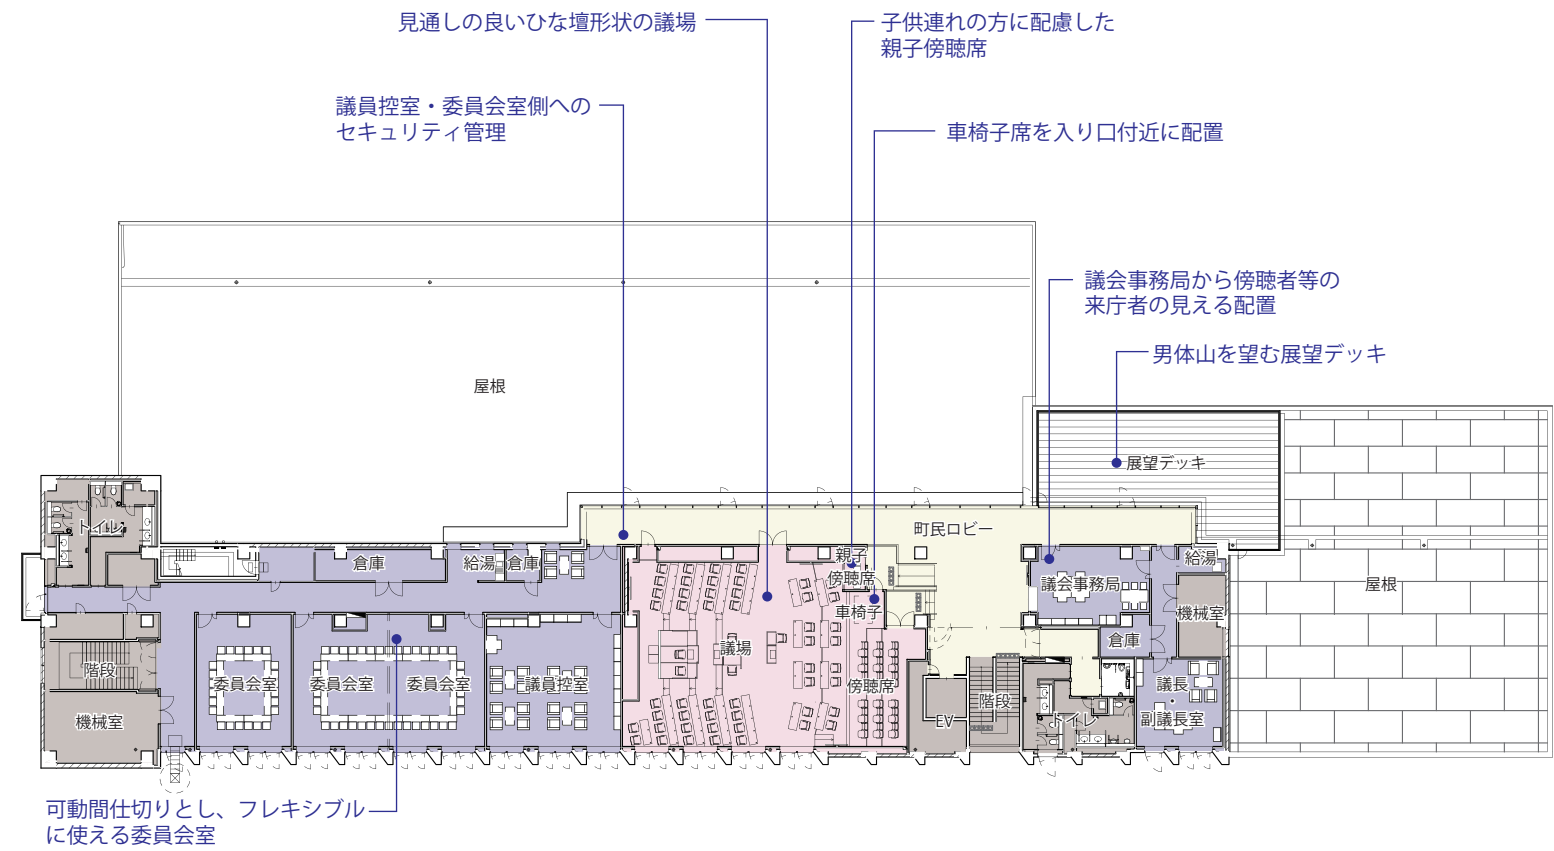 見通しの良いひな壇形状の議場
子供連れの方に配慮した
親子傍聴席
議員控室・委員会室側への
セキュリティ管理
車椅子席を入り口付近に配置
議会事務局から傍聴者等の
来庁者の見える配置
男体山を望む展望デッキ
屋根
展望デッキ
トイレ
町民ロビー
倉庫
給湯
倉庫
親子
傍聴席
車椅子
議会事務局
給湯
機械室
屋根
倉庫
階段
機械室
委員会室
委員会室
委員会室
議員控室
議場
傍聴席
EV
階段
トイレ
議長
副議長室
可動間仕切りとし、フレキシブル
に使える委員会室